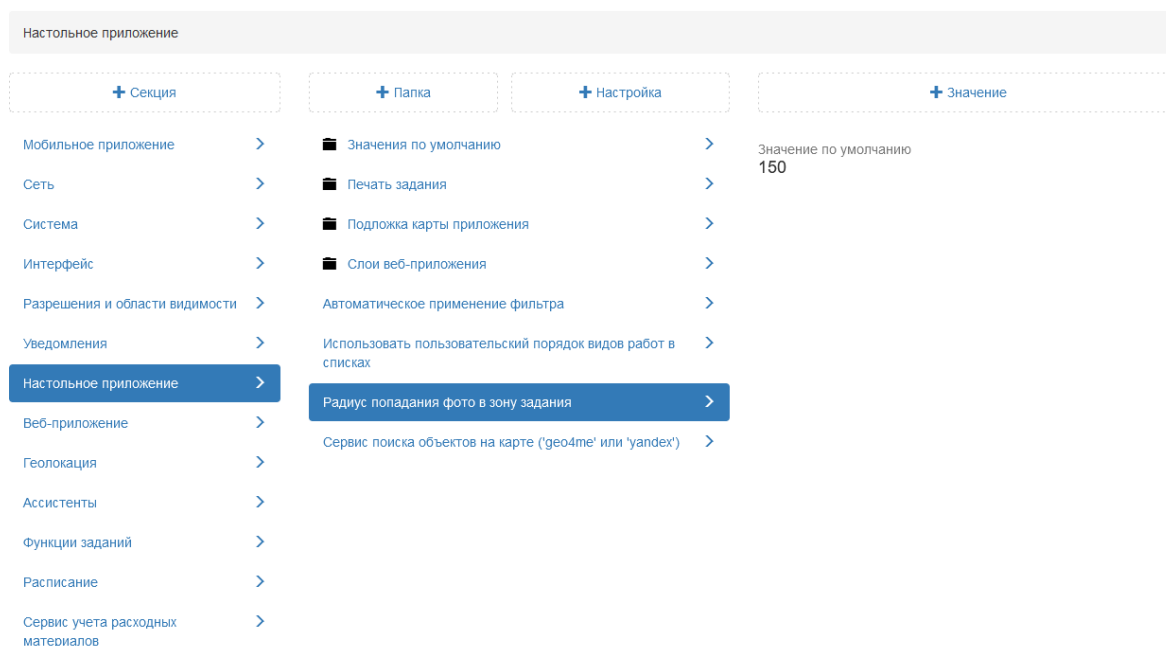 Настольное приложение
Секция
Папка
Настройка
Значение
Мобильное приложение
Сеть
Система
Интерфейс
Разрешения и области видимости
Уведомления
Настольное приложение
Веб-приложение
Геолокация
Ассистенты
Функции заданий
Расписание
Сервис учета расходных
материалов
Значения по умолчанию
Печать задания
Подложка карты приложения
Слои веб-приложения
Автоматическое применение фильтра
Использовать пользовательский порядок видов работ в
списках
Радиус попадания фото в зону задания
Сервис поиска объектов на карте ('geo4me' или 'yandex')
Значение по умолчанию
150